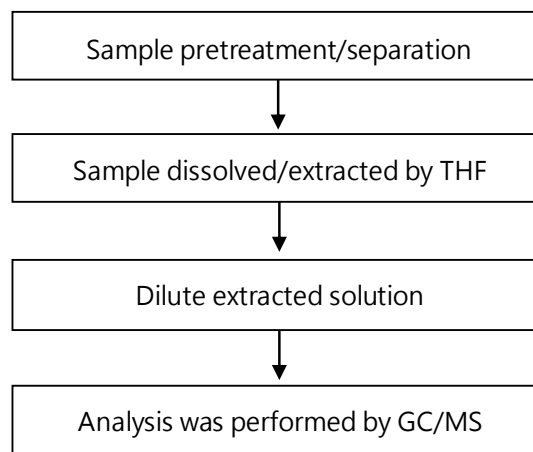 Sample pretreatment/separation
Sample dissolved/extracted by THF
Dilute extracted solution
Analysis was performed by GC/MS